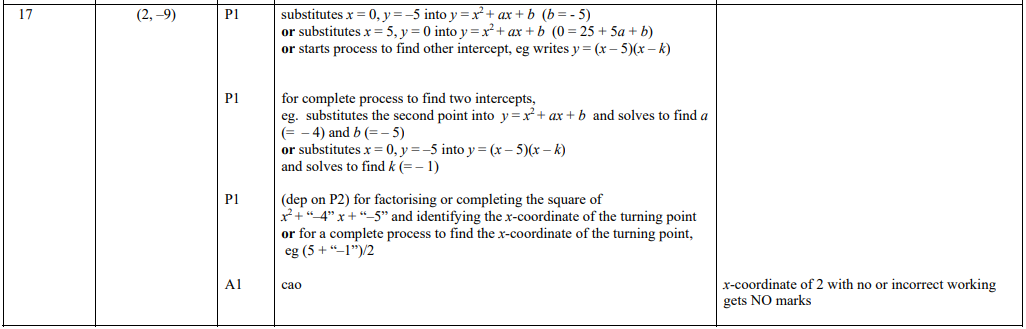 17 (2, –9) P1 substitutes x = 0, y = –5 into y = x² + ax + b (b = - 5)
or substitutes x = 5, y = 0 into y = x² + ax + b (0 = 25 + 5a + b)
or starts process to find other intercept, eg writes y = (x – 5)(x – k)
P1 for complete process to find two intercepts,
eg. substitutes the second point into y = x² + ax + b and solves to find a
(= – 4) and b (= – 5)
or substitutes x = 0, y = –5 into y = (x – 5)(x – k)
and solves to find k (= – 1)
P1 (dep on P2) for factorising or completing the square of
x² + “–4” x + “–5” and identifying the x-coordinate of the turning point
or for a complete process to find the x-coordinate of the turning point,
eg (5 + “–1”)/2
A1 cao x-coordinate of 2 with no or incorrect working
gets NO marks